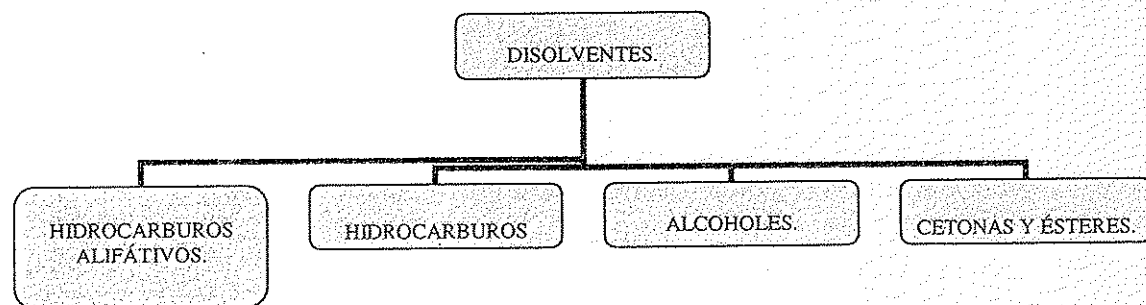 DISOLVENTES.
HIDROCARBUROS
ALIFÁTIVOS.
HIDROCARBUROS
ALCOHOLES.
CETONAS Y ÉSTERES.